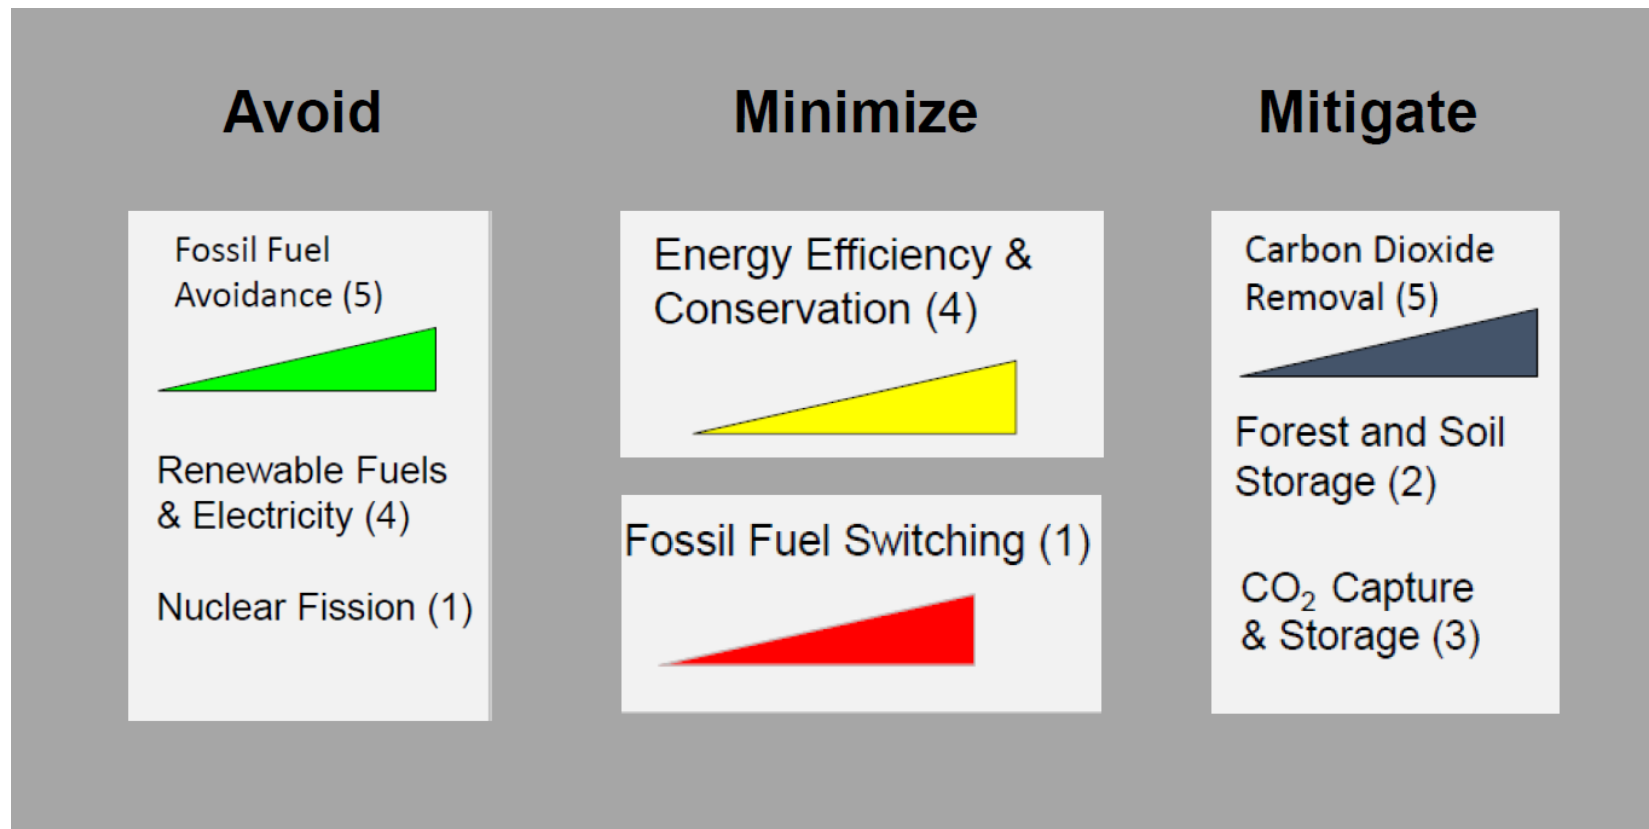 Avoid
Fossil Fuel
Avoidance (5)
Renewable Fuels
& Electricity (4)
Nuclear Fission (1)
Minimize
Energy Efficiency &
Conservation (4)
Fossil Fuel Switching (1)
Mitigate
Carbon Dioxide
Removal (5)
Forest and Soil
Storage (2)
CO₂ Capture
& Storage (3)